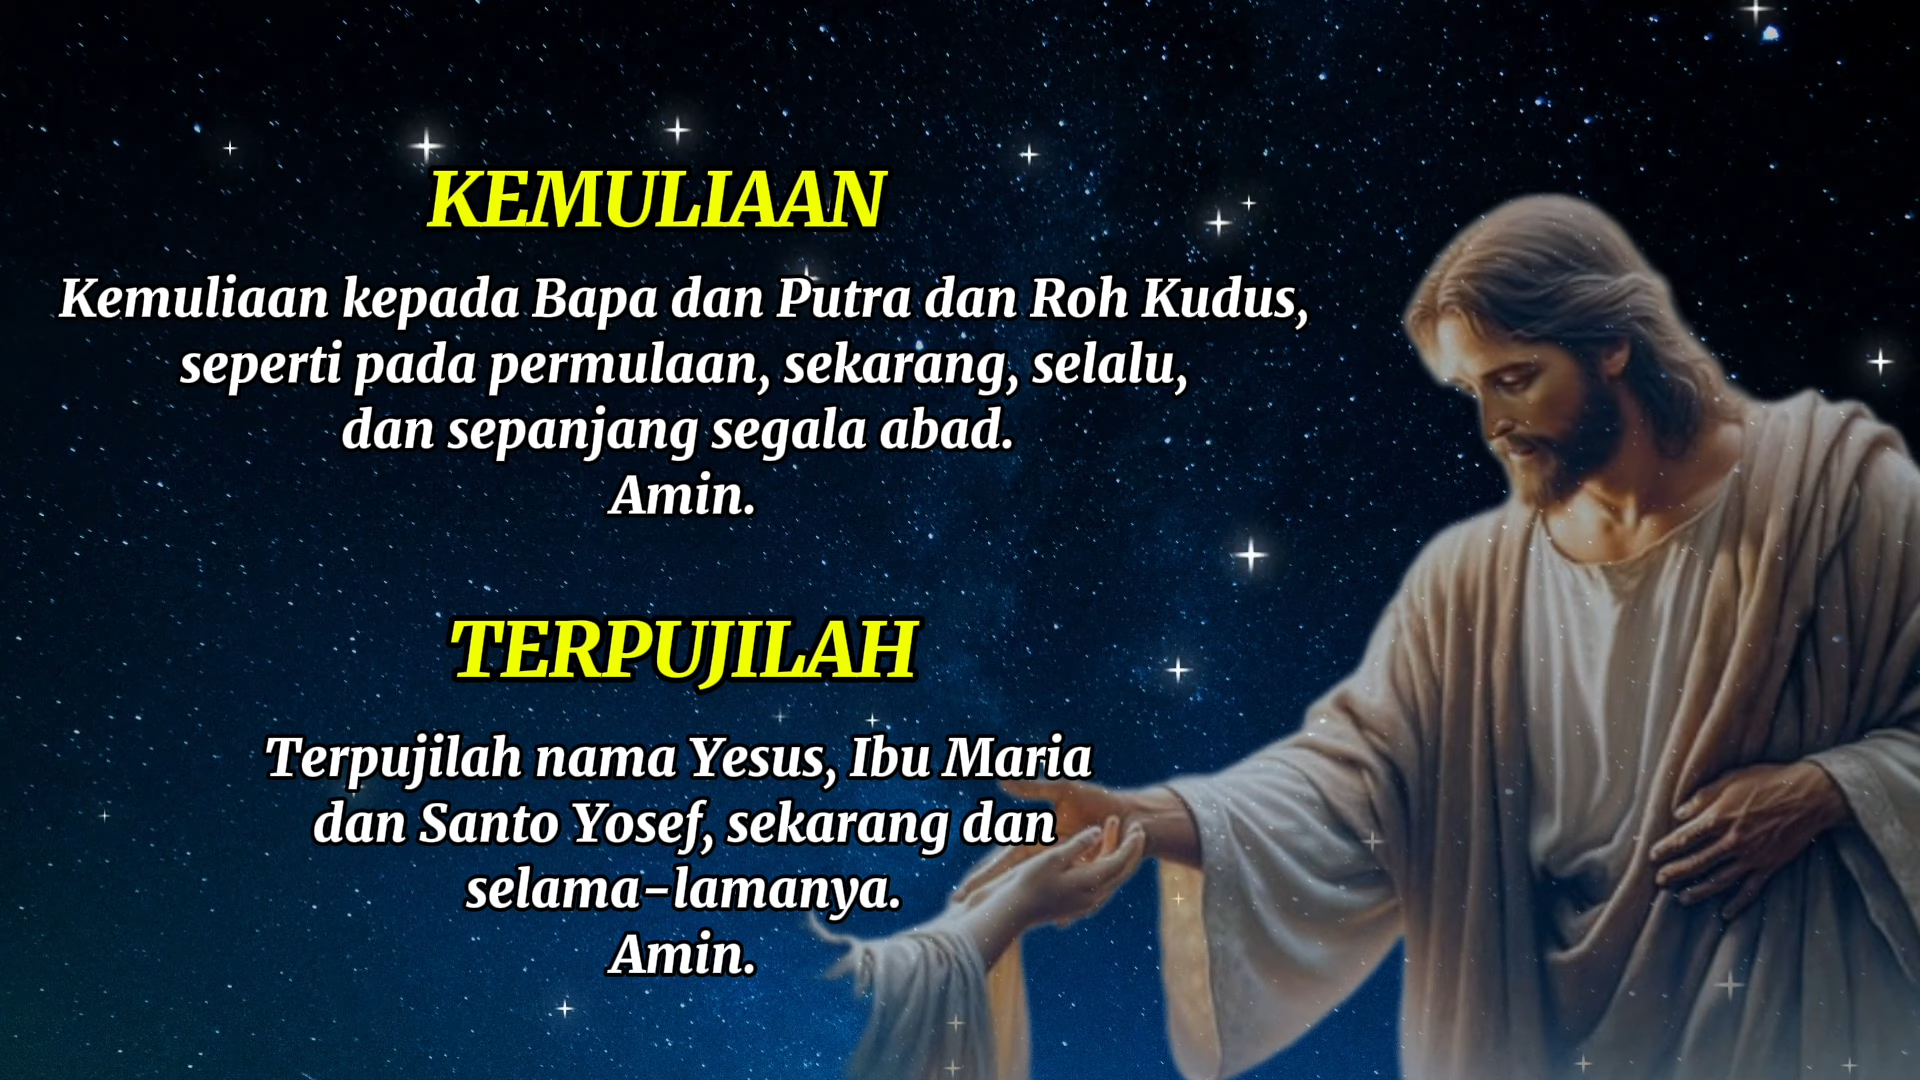 KEMULIAAN
Kemuliaan kepada Bapa dan Putra dan Roh Kudus,
seperti pada permulaan, sekarang, selalu,
dan sepanjang segala abad.
Amin.
TERPUJILAH
Terpujilah nama Yesus, Ibu Maria
dan Santo Yosef, sekarang dan
selama-lamanya.
Amin.